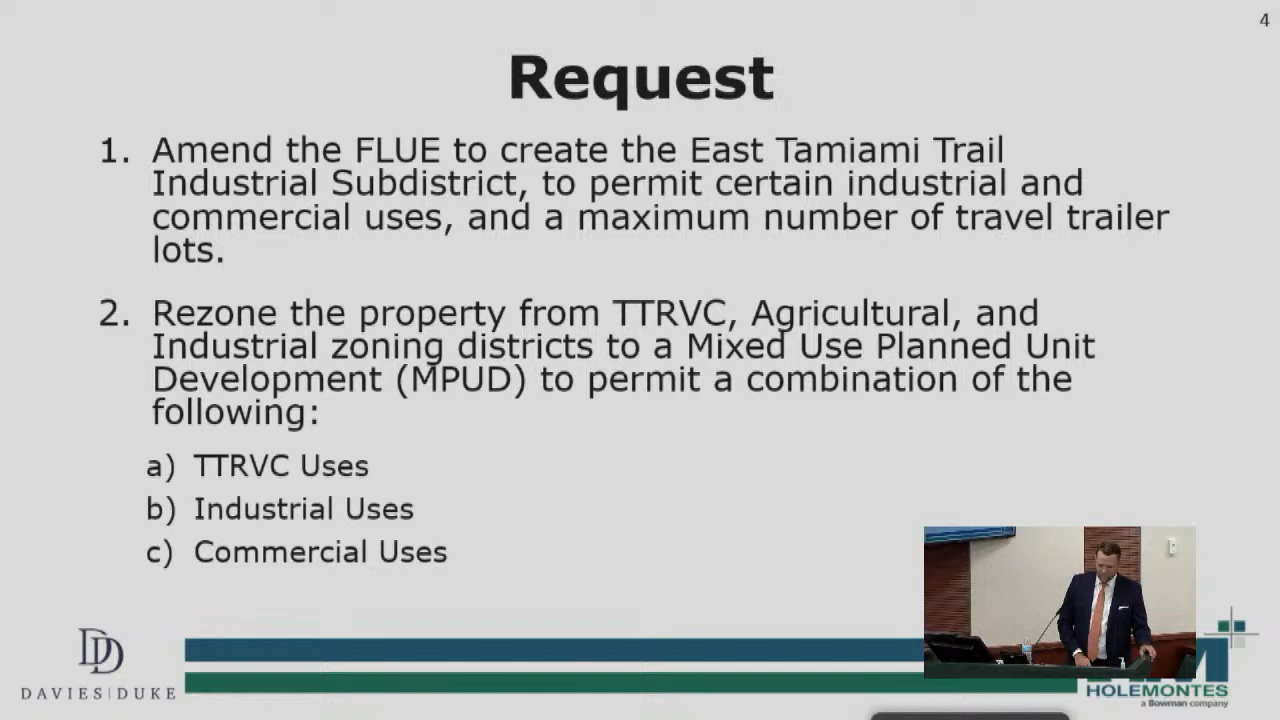 4
Request
1. Amend the FLUE to create the East Tamiami Trail
Industrial Subdistrict, to permit certain industrial and
commercial uses, and a maximum number of travel trailer
lots.
2. Rezone the property from TTRVC, Agricultural, and
Industrial zoning districts to a Mixed Use Planned Unit
Development (MPUD) to permit a combination of the
following:
a) TTRVC Uses
b) Industrial Uses
c) Commercial Uses
DD
DAVIES|DUKE
HM
HOLEMONTES
a Bowman company